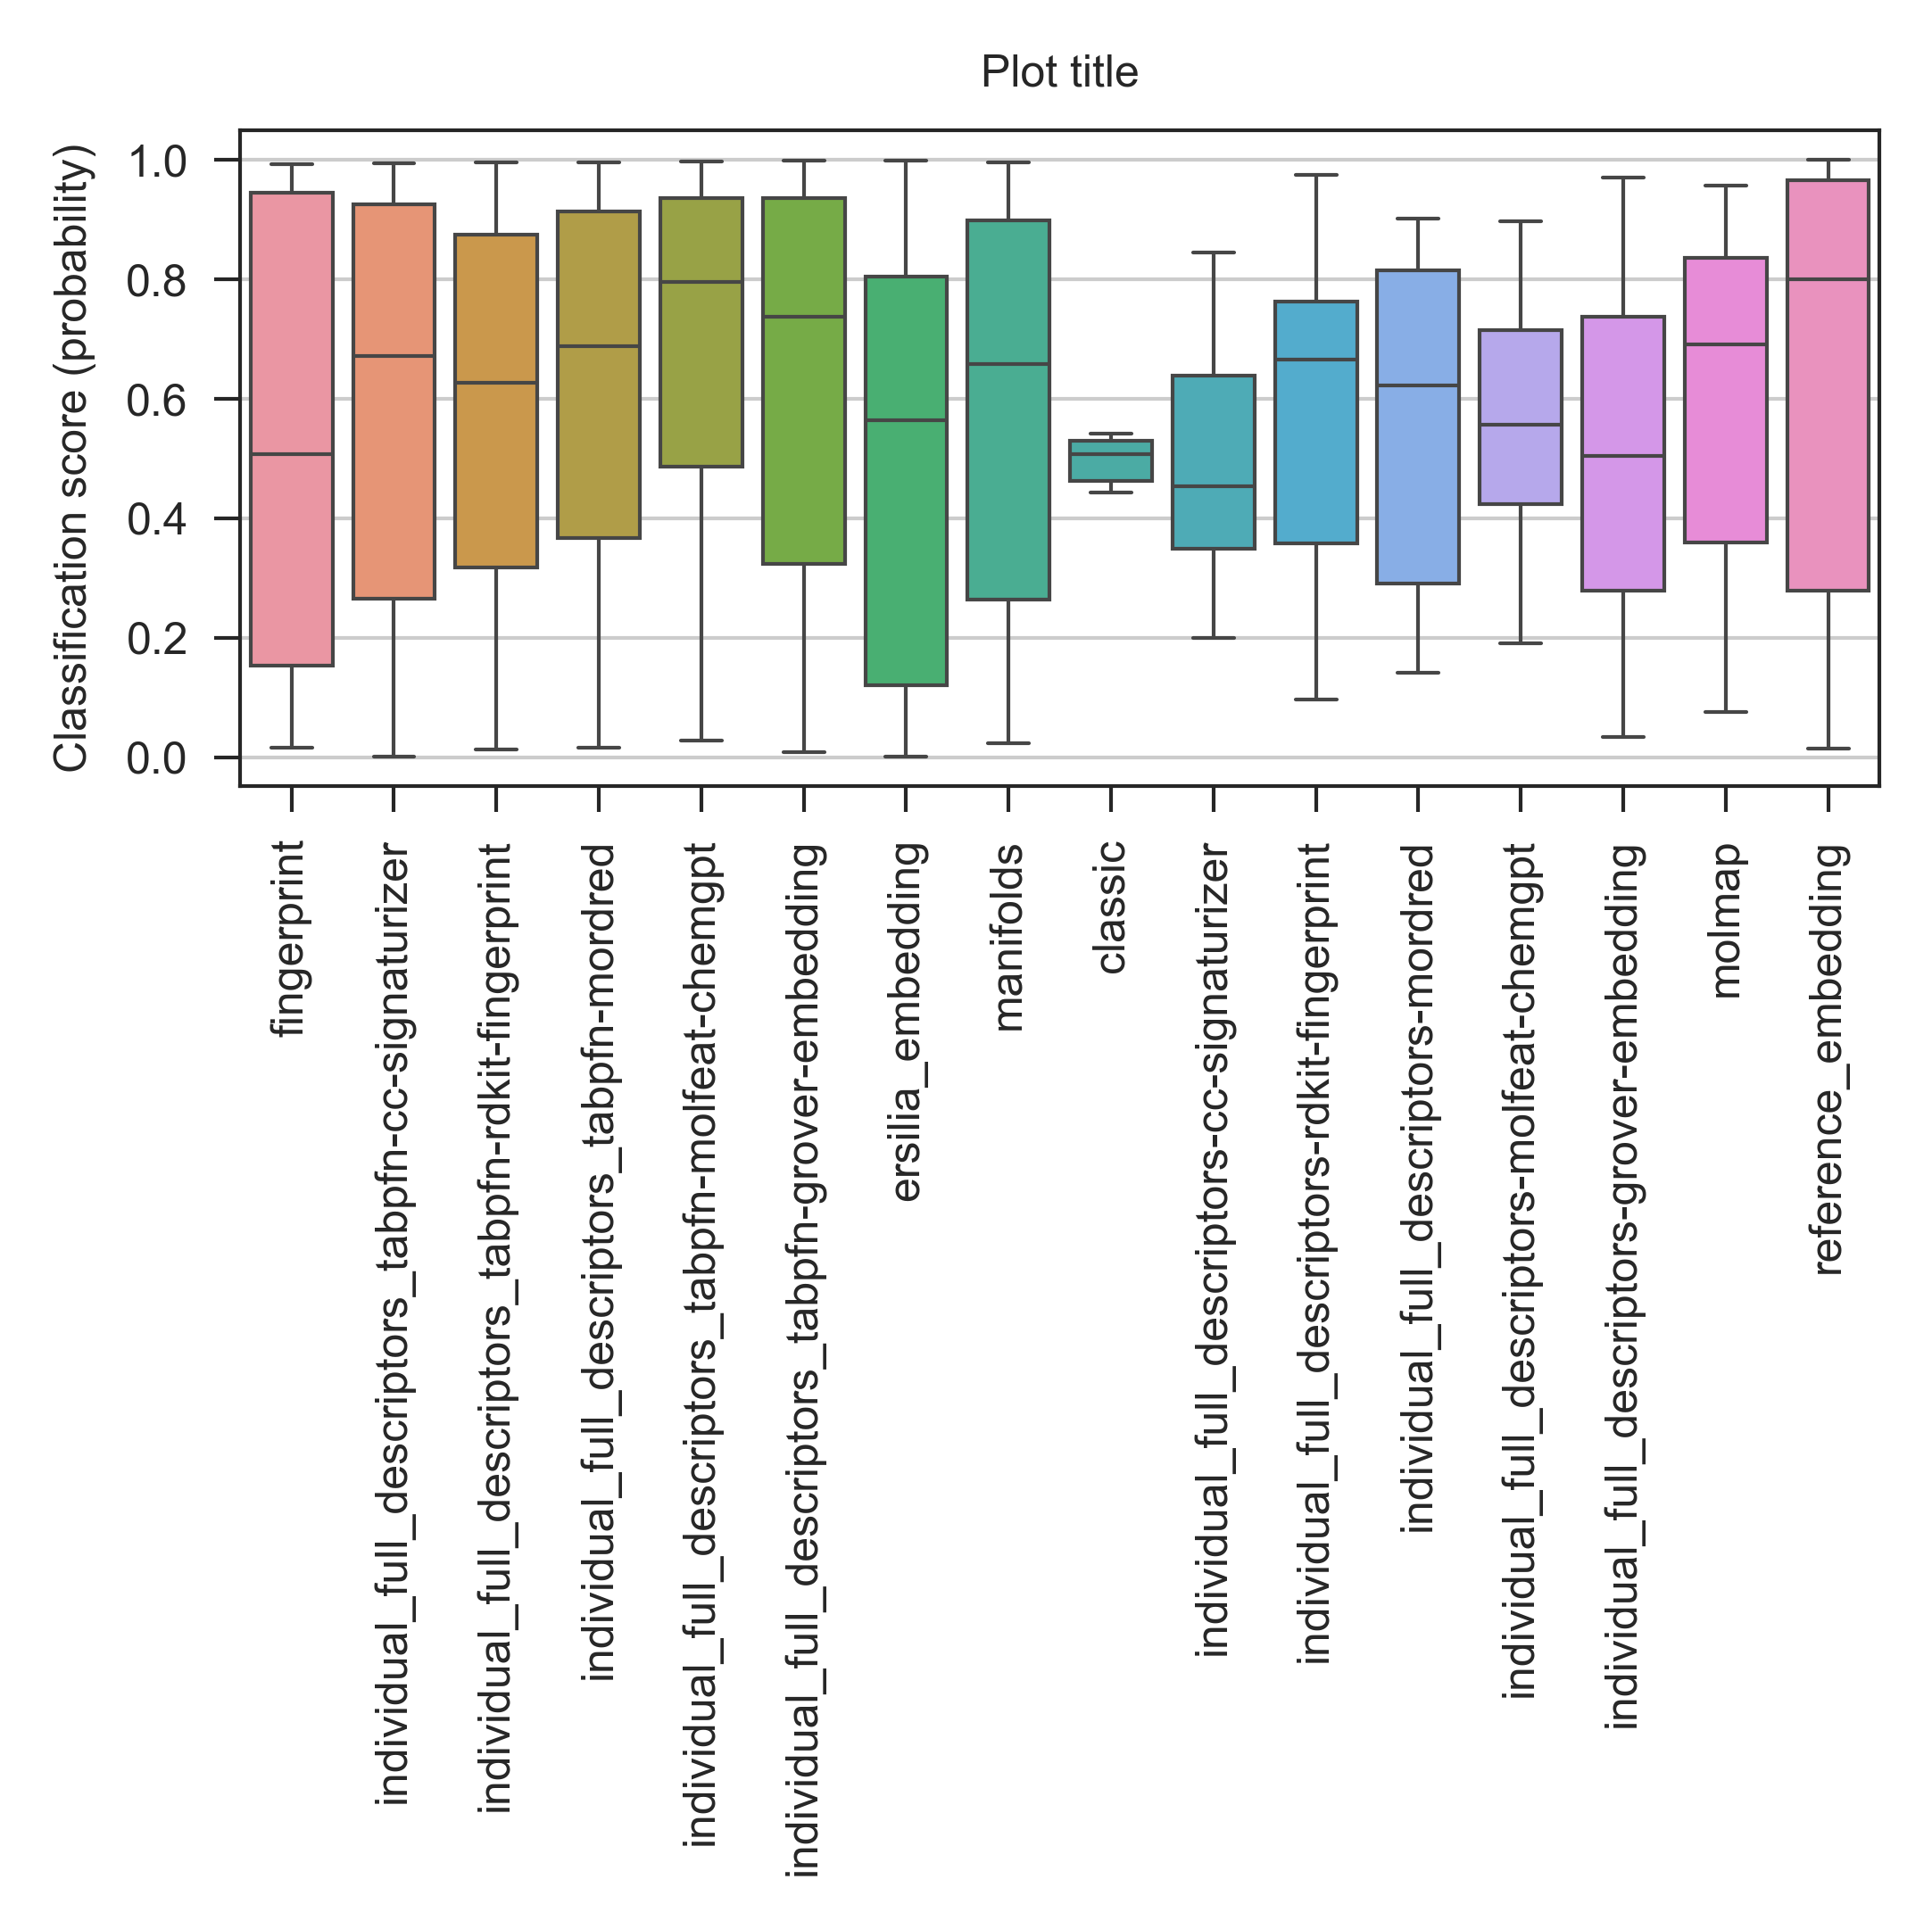 Plot title
Classification score (probability)
1.0
0.8
0.6
0.4
0.2
0.0
fingerprint
individual_full_descriptors_tabpfn-cc-signaturizer
individual_full_descriptors_tabpfn-rdkit-fingerprint
individual_full_descriptors_tabpfn-mordred
individual_full_descriptors_tabpfn-molfeat-chemgpt
individual_full_descriptors_tabpfn-grover-embedding
ersilia_embedding
manifolds
classic
individual_full_descriptors-cc-signaturizer
individual_full_descriptors-rdkit-fingerprint
individual_full_descriptors-mordred
individual_full_descriptors-molfeat-chemgpt
individual_full_descriptors-grover-embedding
molmap
reference_embedding